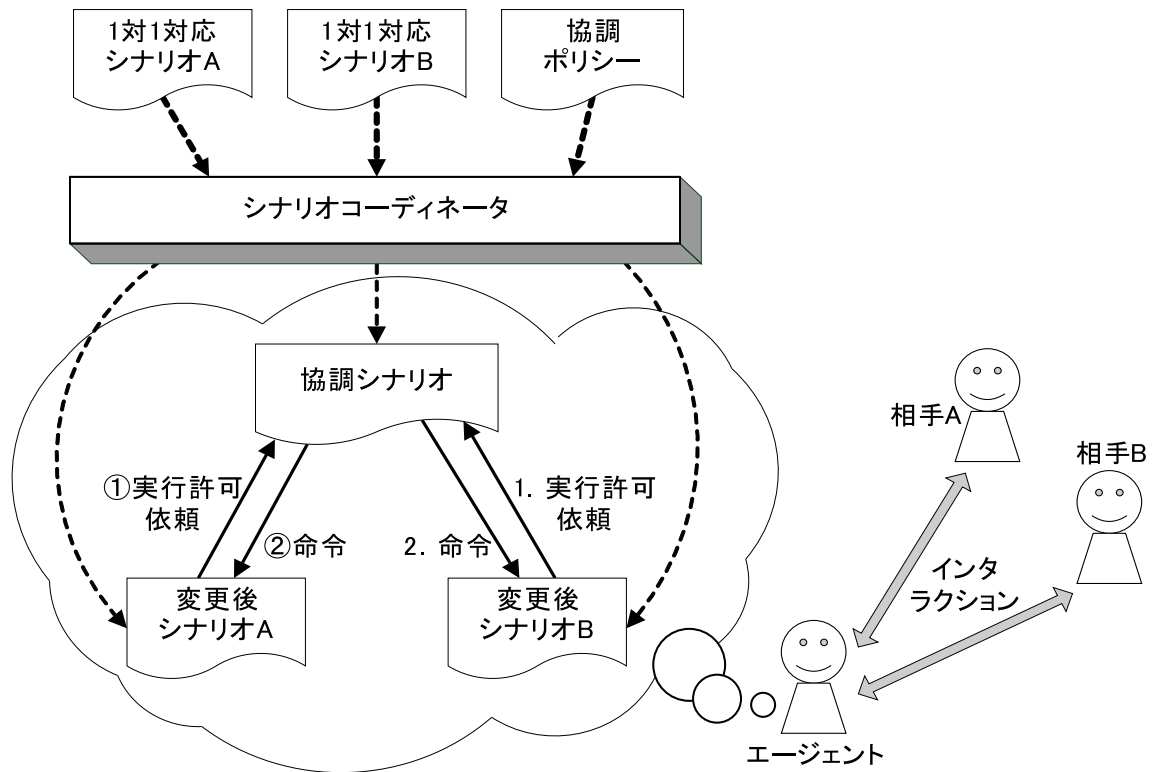 1対1対応
シナリオA
1対1対応
シナリオB
協調
ポリシー
シナリオコーディネータ
協調シナリオ
①実行許可
依頼
②命令
2. 命令
1. 実行許可
依頼
変更後
シナリオA
変更後
シナリオB
相手A
相手B
インタ
ラクション
エージェント